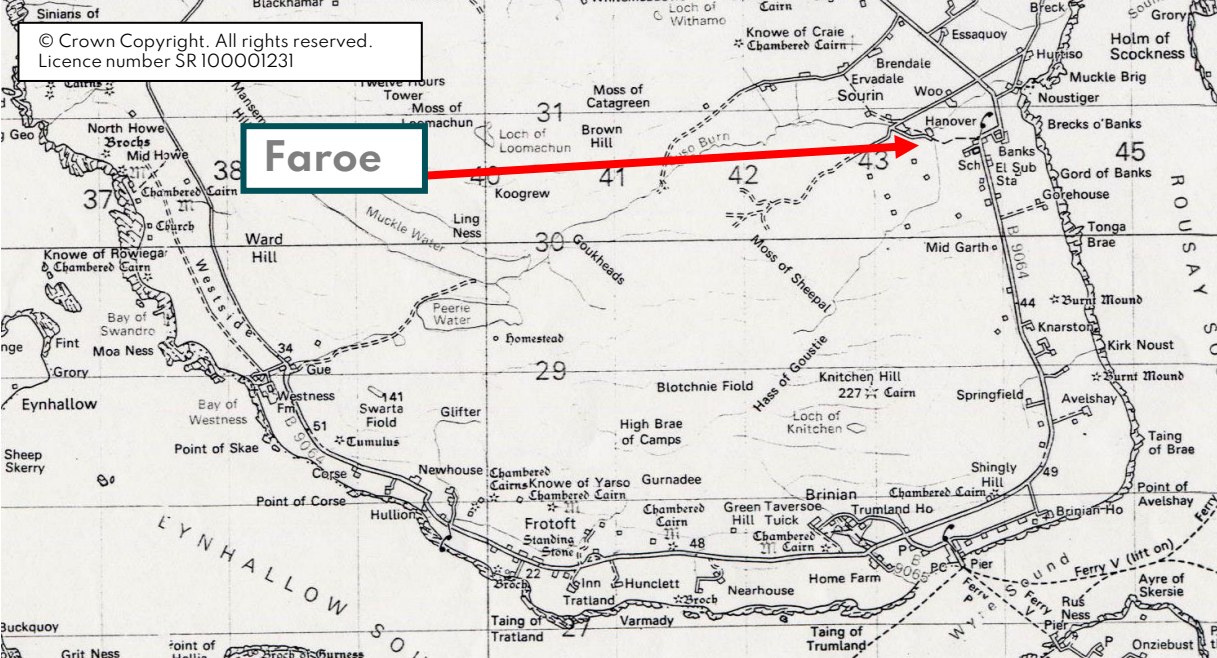 Sinians of
Blackhamar
Loch of
Withamo
Cairn
Breck
Grory
© Crown Copyright. All rights reserved.
Licence number SR 100001231
Knowe of Craie
Chambered Cairn
Essaquoy
Holm of
Scockness
Hurtiso
Brendale
Ervadale
Muckle Brig
Cairns
Twelve Hours
Tower
Moss of
Loomachun
31
Moss of
Catagreen
Sourin
Woo
Noustiger
Geo
North Howe
Brochs
Mid Howe
Loch of
Loomachun
Brown
Hill
Hanover
Brecks o'Banks
Faroe
Burn
Banks
45
38
40
41
42
43
Sch
El Sub
Sta
Gord of Banks
37
Chambered Cairn
Koogrew
Gorehouse
ROUSAY
Church
Muckle Water
Ling
Ness
Tonga
Brae
Ward
Hill
30
Goukheads
Moss of Sheepal
Mid Garth
B 9064
Knowe of Rowiegar
Chambered Cairn
Westside
Peerie
Water
44
Burnt Mound
Bay of
Swandro
Homestead
Knarston
Fint
Moa Ness
34
Kirk Noust
Grory
Gue
29
Hass of Goustie
Burnt Mound
Eynhallow
Bay of
Westness
Westness
Fm
141
Swarta
Fiold
Blotchnie Fiold
Knitchen Hill
227
Cairn
Springfield
Avelshay
Glifter
Loch of
Knitchen
B 9064
51
High Brae
of Camps
Point of Skae
Cumulus
Taing
of Brae
Sheep
Skerry
Corse
Newhouse
Chambered
Cairns
Knowe of Yarso
Chambered Cairn
Gurnadee
Shingly
Hill
49
Point of Corse
Hullion
Brinian
Chambered Cairn
Point of
Avelshay
Frotoft
Standing
Stone
Chambered
Cairn
Green Taversoe
Hill Tuick
Trumland Ho
Brinian Ho
Ferry
EYNHALLOW
Chambered
Cairn
48
P
B
9065
PC
Pier
Ferry V (lift on)
Broch
22
Inn
Hunclett
Home Farm
Ferry
P
Sound
Ayre of
Skersie
Tratland
Nearhouse
Ferry
V
Broch
Wyre
Rus
Ness
Buckquoy
Taing of
Tratland
27
Varmady
Taing of
Trumland
Pier
P
Grit Ness
Broch of Gurness
Onziebust